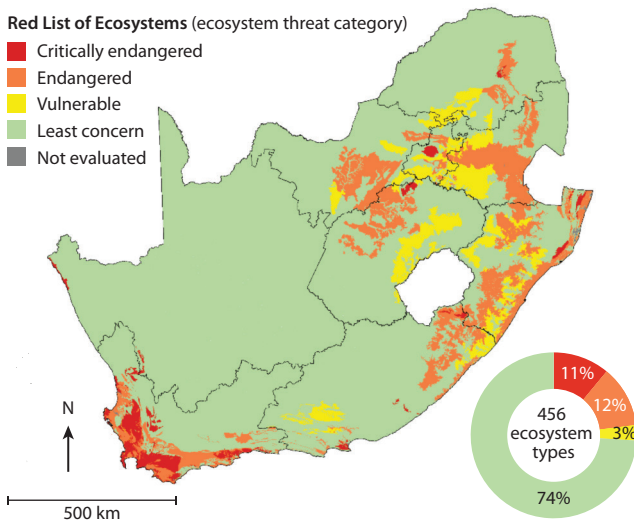 Red List of Ecosystems (ecosystem threat category)
Critically endangered
Endangered
Vulnerable
Least concern
Not evaluated
N
500 km
11%
12%
3%
74%
456
ecosystem
types